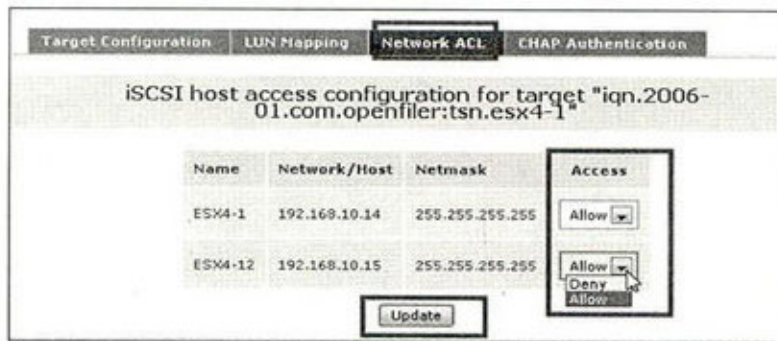 Target Configuration LUN Mapping Network ACL CHAP Authentication
iSCSI host access configuration for target "iqn.2006-
01.com.openfiler:tsn.esx4-1"
Name Network/Host Netmask Access
ESX4-1 192.168.10.14 255.255.255.255 Allow
ESX4-12 192.168.10.15 255.255.255.255 Allow
Deny
Allow
Update